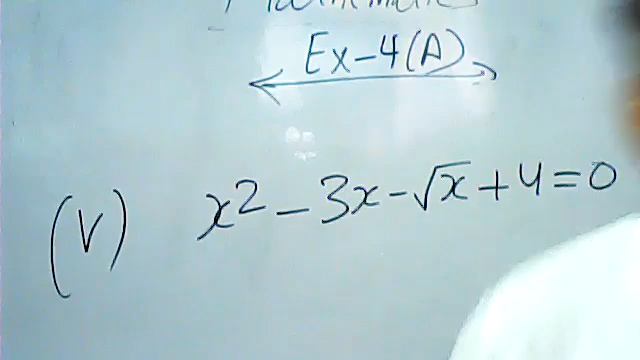 Ex-4(A)
(V) x² - 3x - √x + 4 = 0